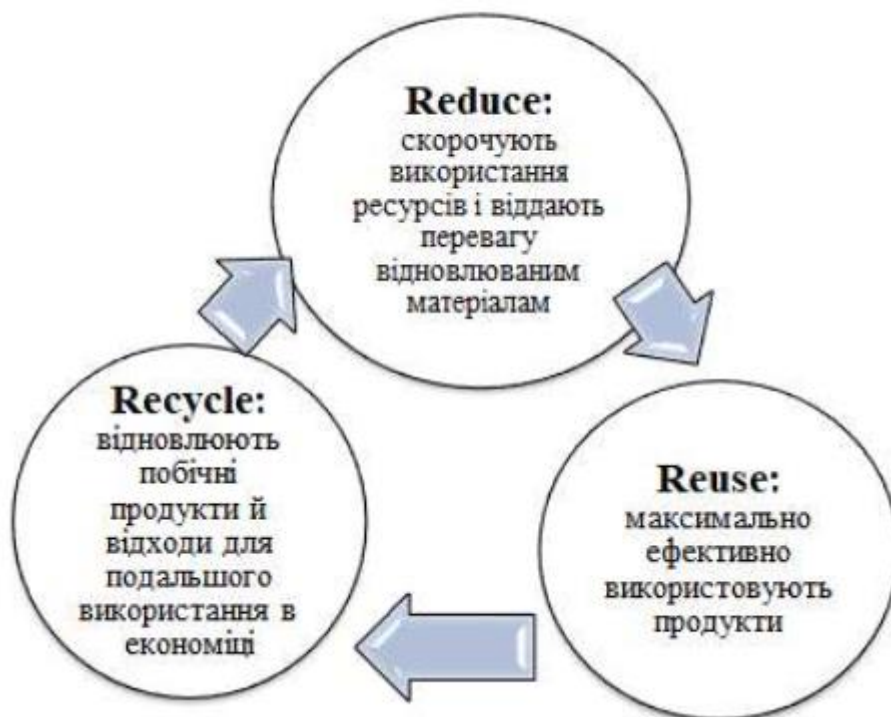 Reduce:
скорочують
використання
ресурсів і віддають
перевагу
відновлюваним
матеріалам
Reuse:
максимально
ефективно
використовують
продукти
Recycle:
відновлюють
побічні
продукти й
відходи для
подальшого
використання в
економіці